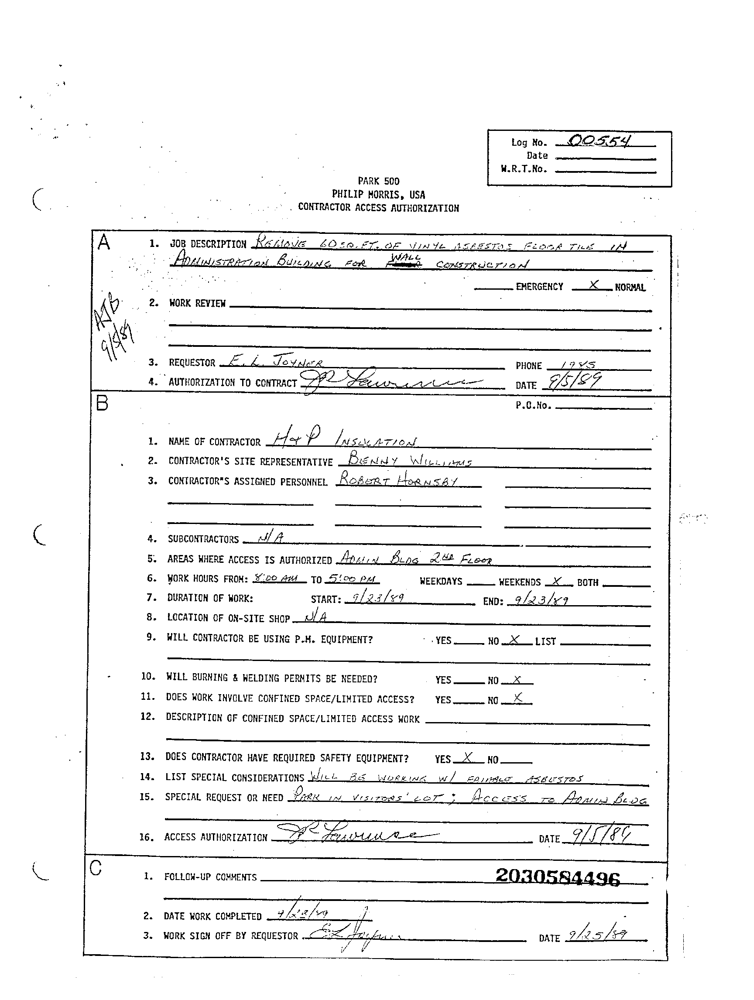 Log No. 00554
Date
W.R.T.No.
PARK 500
PHILIP MORRIS, USA
CONTRACTOR ACCESS AUTHORIZATION
A
1. JOB DESCRIPTION REMOVE 60 SQ.FT. OF VINYL ASBESTOS FLOOR TILE IN
ADMINISTRATION BUILDING FOR WALL CONSTRUCTION
EMERGENCY X NORMAL
AJB
9/5/89
2. WORK REVIEW
3. REQUESTOR E. L. JOYNER PHONE 1945
4. AUTHORIZATION TO CONTRACT JR Lawrence DATE 9/5/89
B
P.O.No.
1. NAME OF CONTRACTOR H & P INSULATION
2. CONTRACTOR'S SITE REPRESENTATIVE BENNY WILLIAMS
3. CONTRACTOR"S ASSIGNED PERSONNEL ROBERT HORNSBY
4. SUBCONTRACTORS N/A
5. AREAS WHERE ACCESS IS AUTHORIZED ADMIN BLDG 2ND FLOOR
6. WORK HOURS FROM: 8:00 AM TO 5:00 PM WEEKDAYS WEEKENDS X BOTH
7. DURATION OF WORK: START: 9/23/89 END: 9/23/89
8. LOCATION OF ON-SITE SHOP N/A
9. WILL CONTRACTOR BE USING P.M. EQUIPMENT? YES NO X LIST
10. WILL BURNING & WELDING PERMITS BE NEEDED? YES NO X
11. DOES WORK INVOLVE CONFINED SPACE/LIMITED ACCESS? YES NO X
12. DESCRIPTION OF CONFINED SPACE/LIMITED ACCESS WORK
13. DOES CONTRACTOR HAVE REQUIRED SAFETY EQUIPMENT? YES X NO
14. LIST SPECIAL CONSIDERATIONS WILL BE WORKING W/ FRIABLE ASBESTOS
15. SPECIAL REQUEST OR NEED PARK IN VISITORS' LOT; ACCESS TO ADMIN BLDG
16. ACCESS AUTHORIZATION JR Lawrence DATE 9/5/89
C
1. FOLLOW-UP COMMENTS 2030584496
2. DATE WORK COMPLETED 9/23/89
3. WORK SIGN OFF BY REQUESTOR EL Joyner DATE 9/25/89